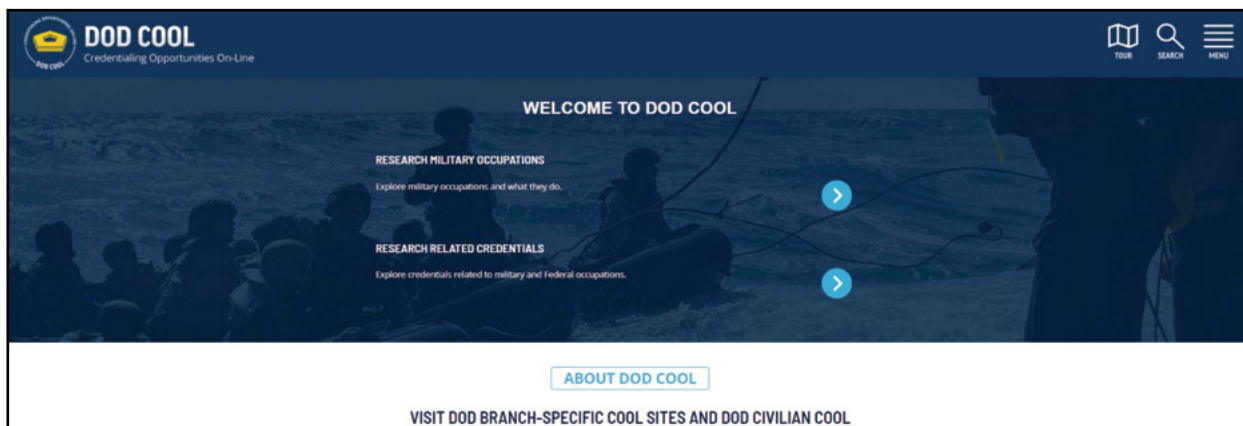 DOD COOL
Credentialing Opportunities On-Line
DOD COOL
TOUR
SEARCH
MENU
WELCOME TO DOD COOL
RESEARCH MILITARY OCCUPATIONS
Explore military occupations and what they do.
RESEARCH RELATED CREDENTIALS
Explore credentials related to military and Federal occupations.
ABOUT DOD COOL
VISIT DOD BRANCH-SPECIFIC COOL SITES AND DOD CIVILIAN COOL